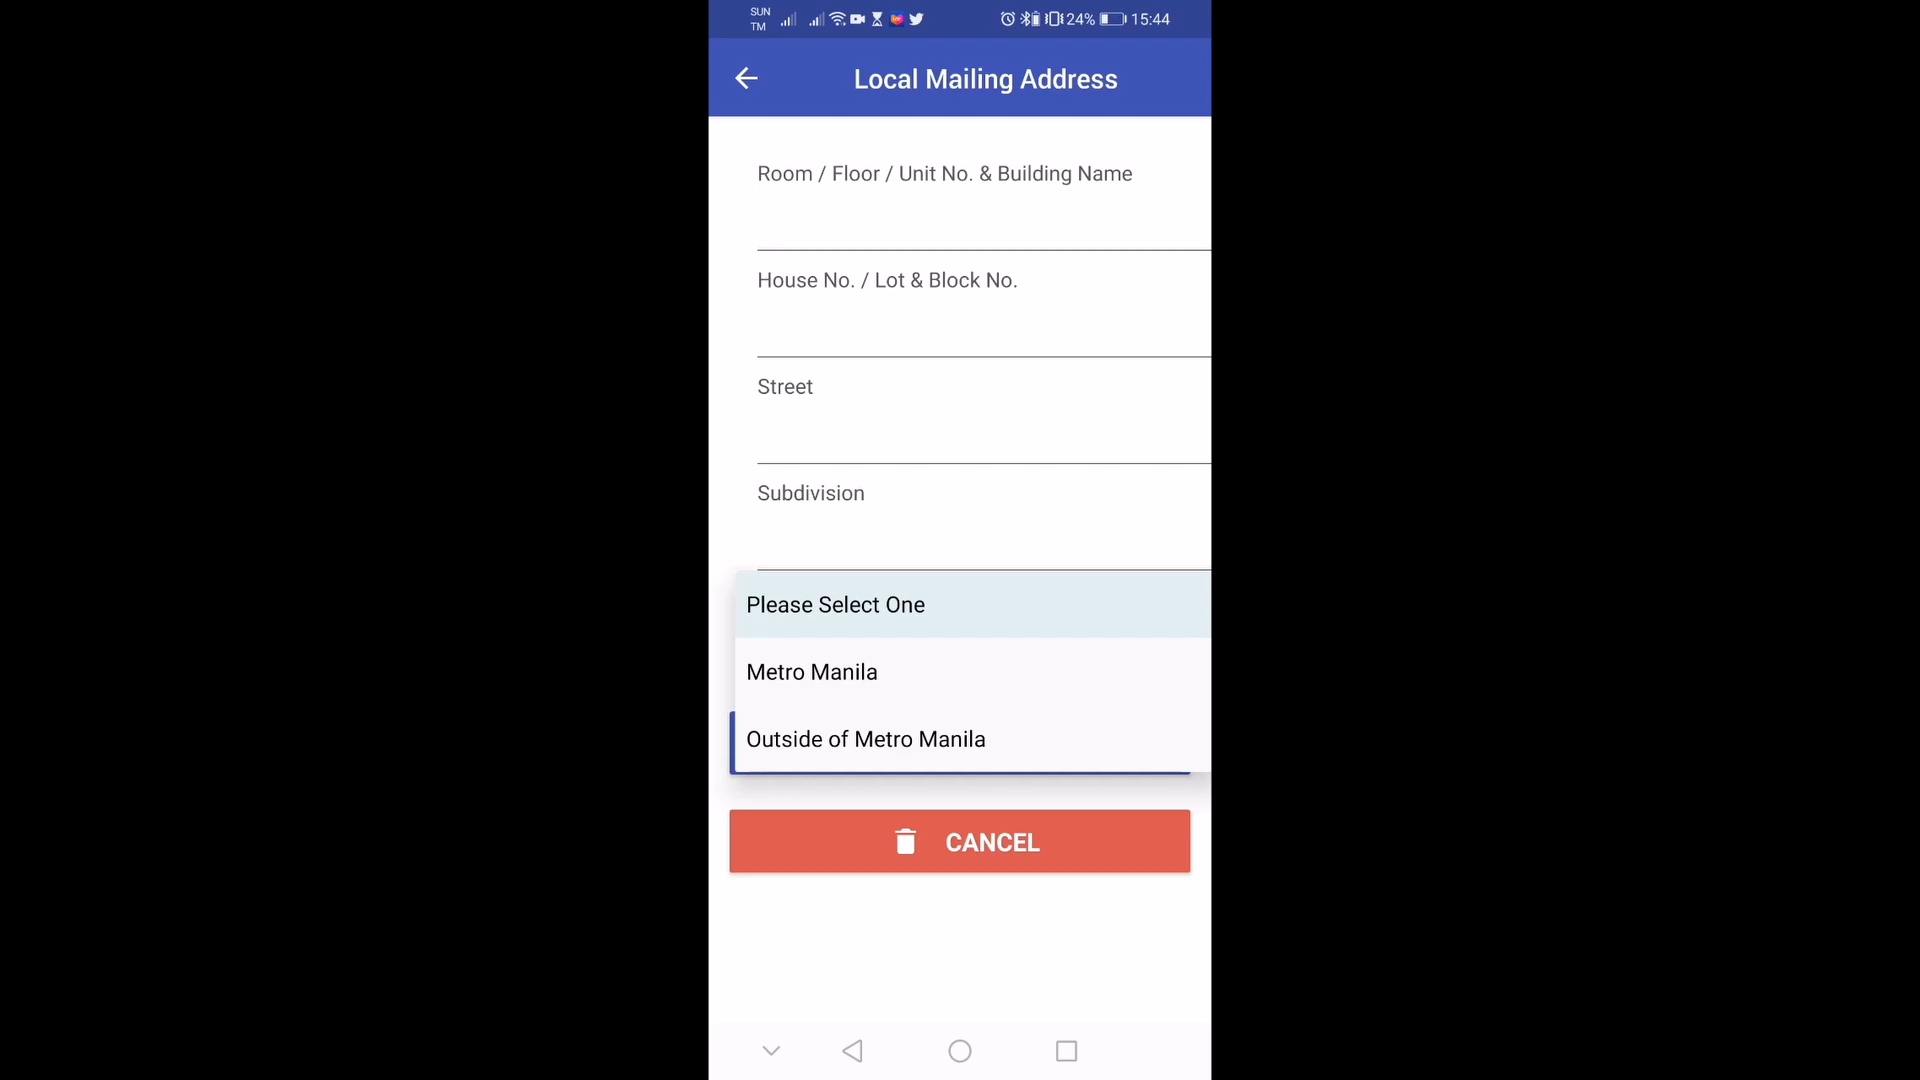 SUN
TM
24%
15:44
Local Mailing Address
Room / Floor / Unit No. & Building Name
House No. / Lot & Block No.
Street
Subdivision
Please Select One
Metro Manila
Outside of Metro Manila
CANCEL